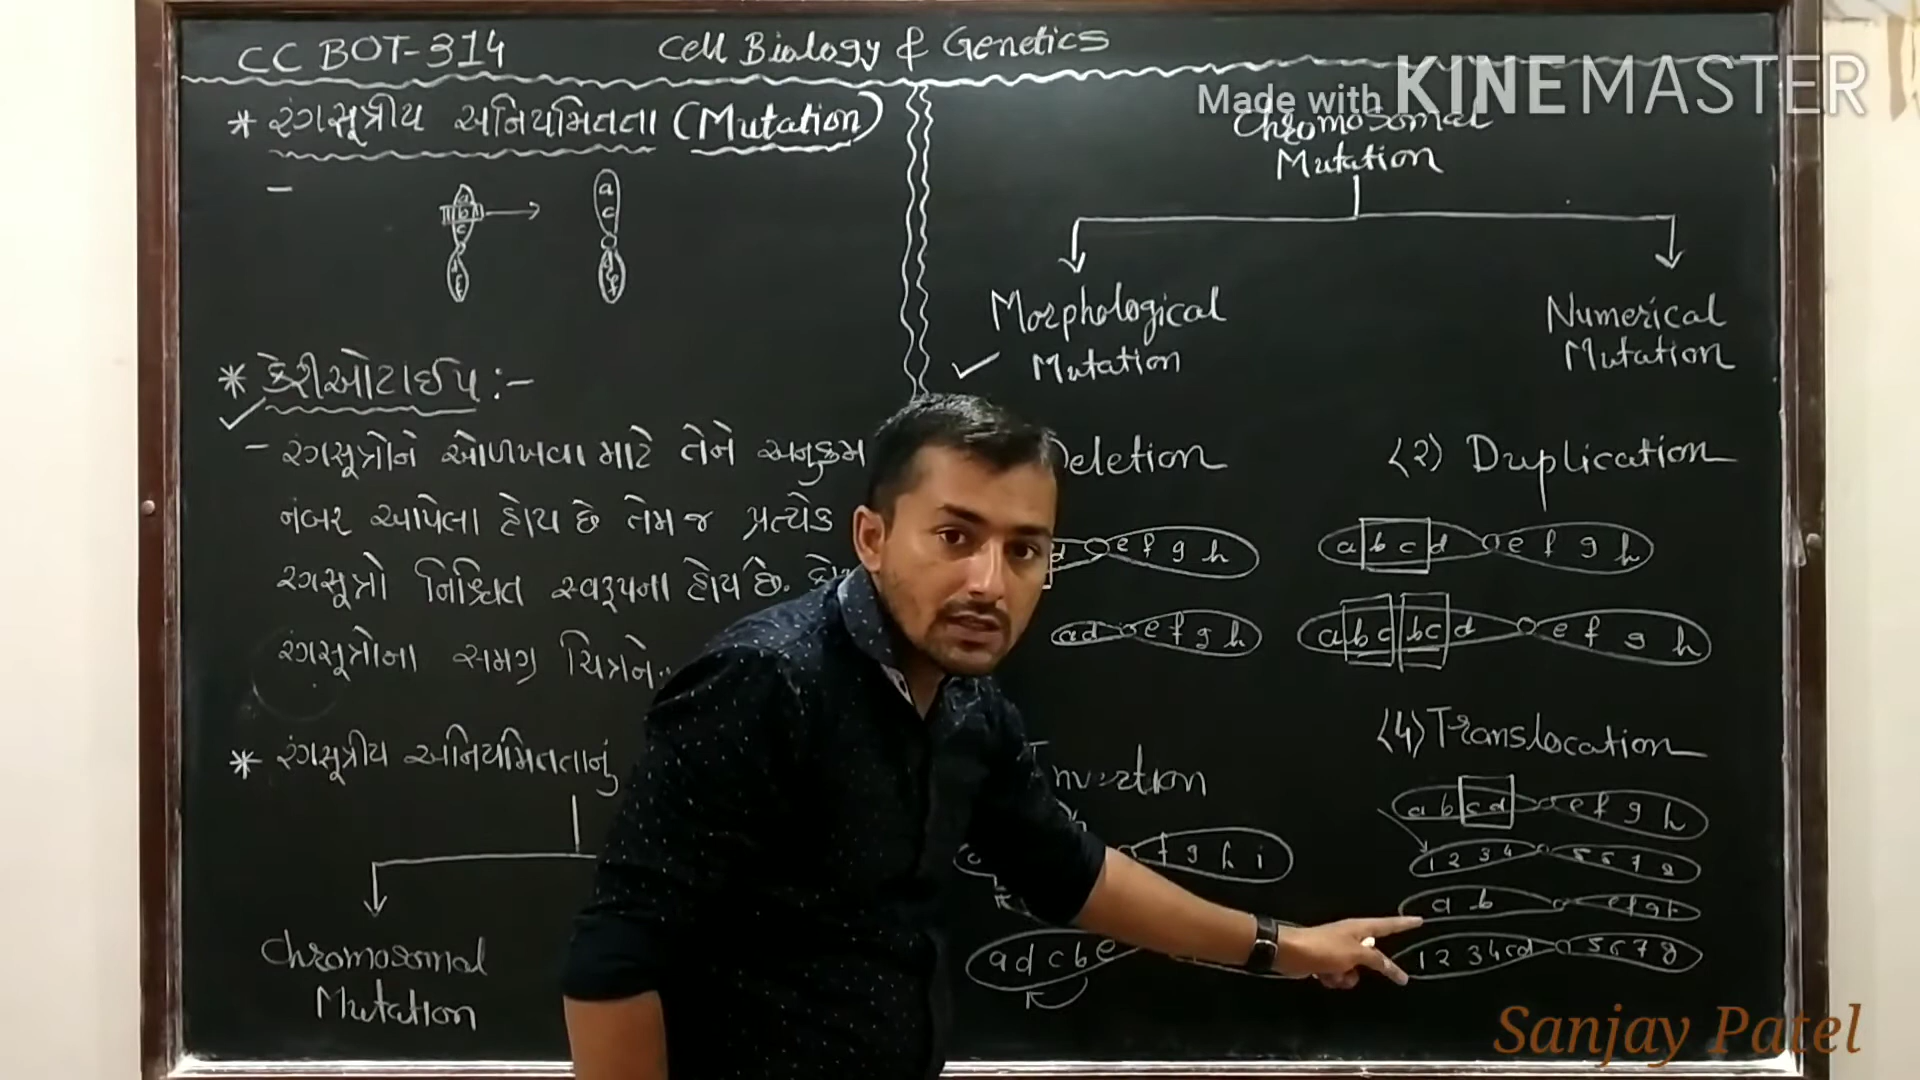 CC BOT-314 Cell Biology & Genetics
Made with KINEMASTER
* રંગસૂત્રીય અનિયમિતતા (Mutation)
–
a
b
c
a
c
* કેરીઓટાઈપ :-
– રંગસૂત્રોને ઓળખવા માટે તેને અનુક્રમ
નંબર આપેલા હોય છે તેમજ પ્રત્યેક
રંગસૂત્રો નિશ્ચિત સ્વરૂપના હોય છે.
રંગસૂત્રોના સમગ્ર ચિત્રને..
* રંગસૂત્રીય અનિયમિતતાનું
Chromosomal
Mutation
Chromosomal
Mutation
Morphological
Mutation
Numerical
Mutation
Deletion
d e f g h
a d e f g h
(૨) Duplication
a b c d e f g h
a b c b c d e f g h
f g h i
a d c b e
(4) Translocation
a b c d e f g h
1 2 3 4 5 6 7 8
a b e f g h
1 2 3 4 c d 5 6 7 8
Sanjay Patel